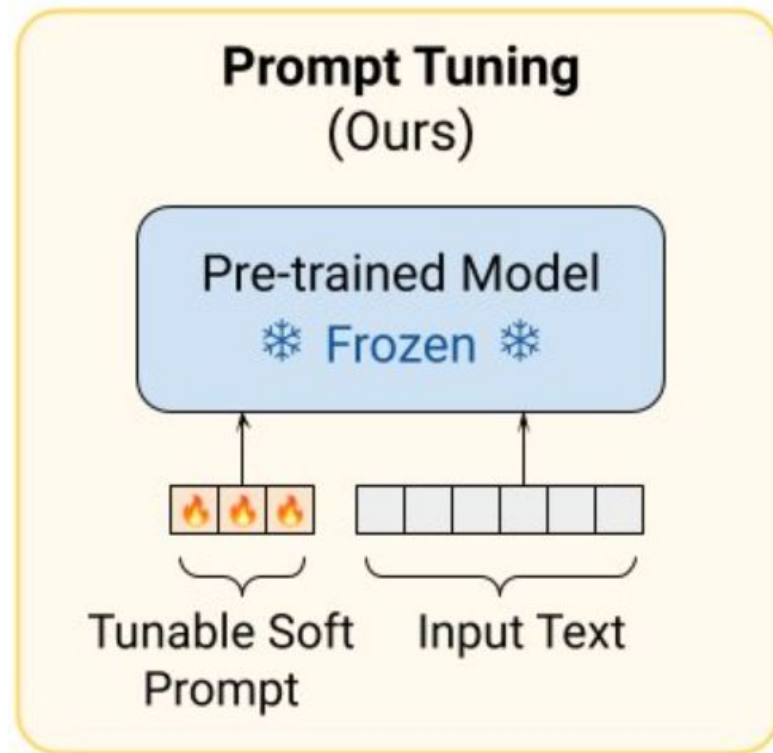 Prompt Tuning
(Ours)
Pre-trained Model
❄ Frozen ❄
Tunable Soft
Prompt
Input Text